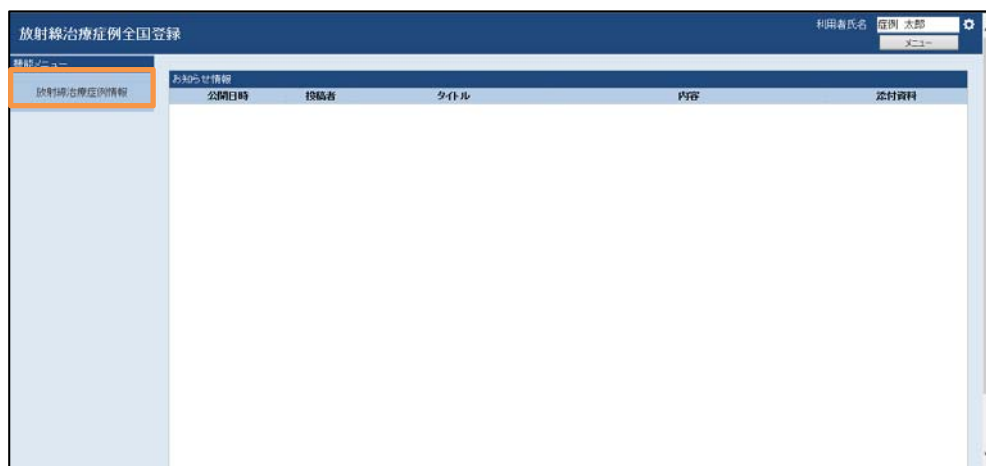 放射線治療症例全国登録
利用者氏名 症例 太郎
メニュー
機能メニュー
放射線治療症例情報
お知らせ情報
公開日時 投稿者 タイトル 内容 添付資料